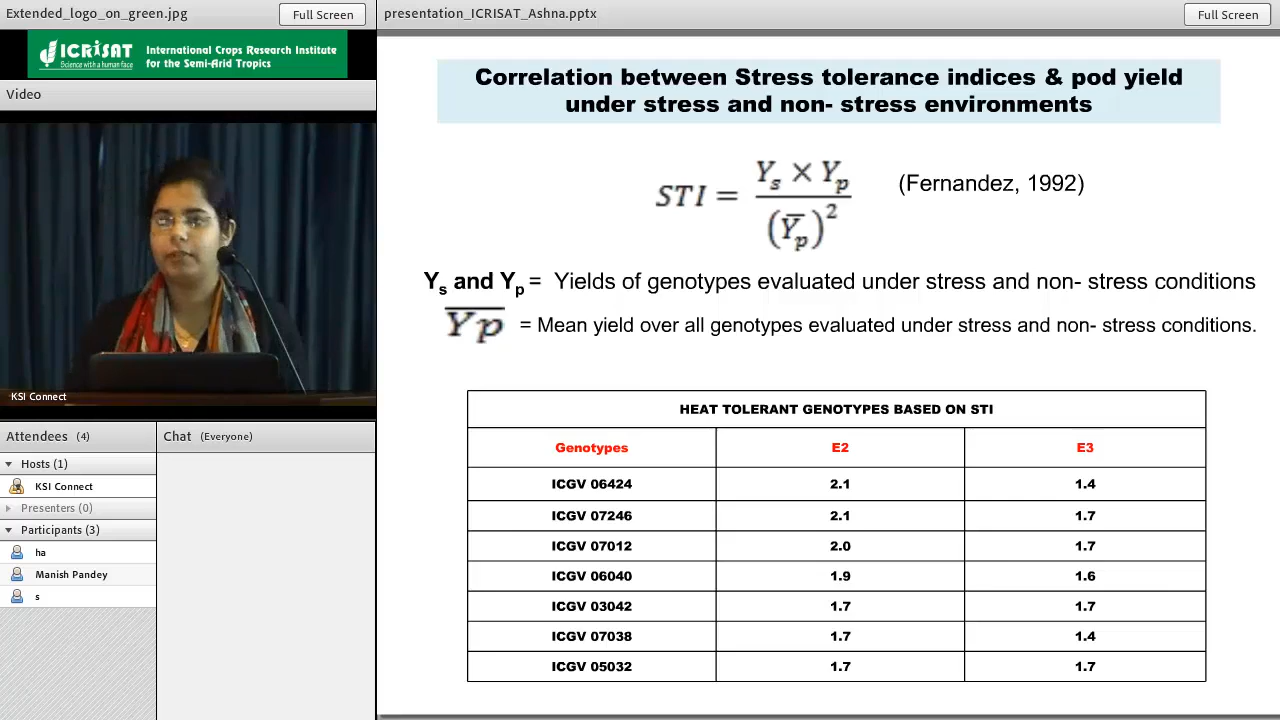 Extended_logo_on_green.jpg
Full Screen
ICRISAT
Science with a human face
International Crops Research Institute
for the Semi-Arid Tropics
Video
KSI Connect
Attendees (4)
Hosts (1)
KSI Connect
Presenters (0)
Participants (3)
ha
Manish Pandey
s
Chat (Everyone)
presentation_ICRISAT_Ashna.pptx
Full Screen
Correlation between Stress tolerance indices & pod yield
under stress and non- stress environments
STI = Ys × Yp / (Y̅p)² (Fernandez, 1992)
Ys and Yp = Yields of genotypes evaluated under stress and non- stress conditions
Y̅p̅ = Mean yield over all genotypes evaluated under stress and non- stress conditions.
HEAT TOLERANT GENOTYPES BASED ON STI
Genotypes E2 E3
ICGV 06424 2.1 1.4
ICGV 07246 2.1 1.7
ICGV 07012 2.0 1.7
ICGV 06040 1.9 1.6
ICGV 03042 1.7 1.7
ICGV 07038 1.7 1.4
ICGV 05032 1.7 1.7